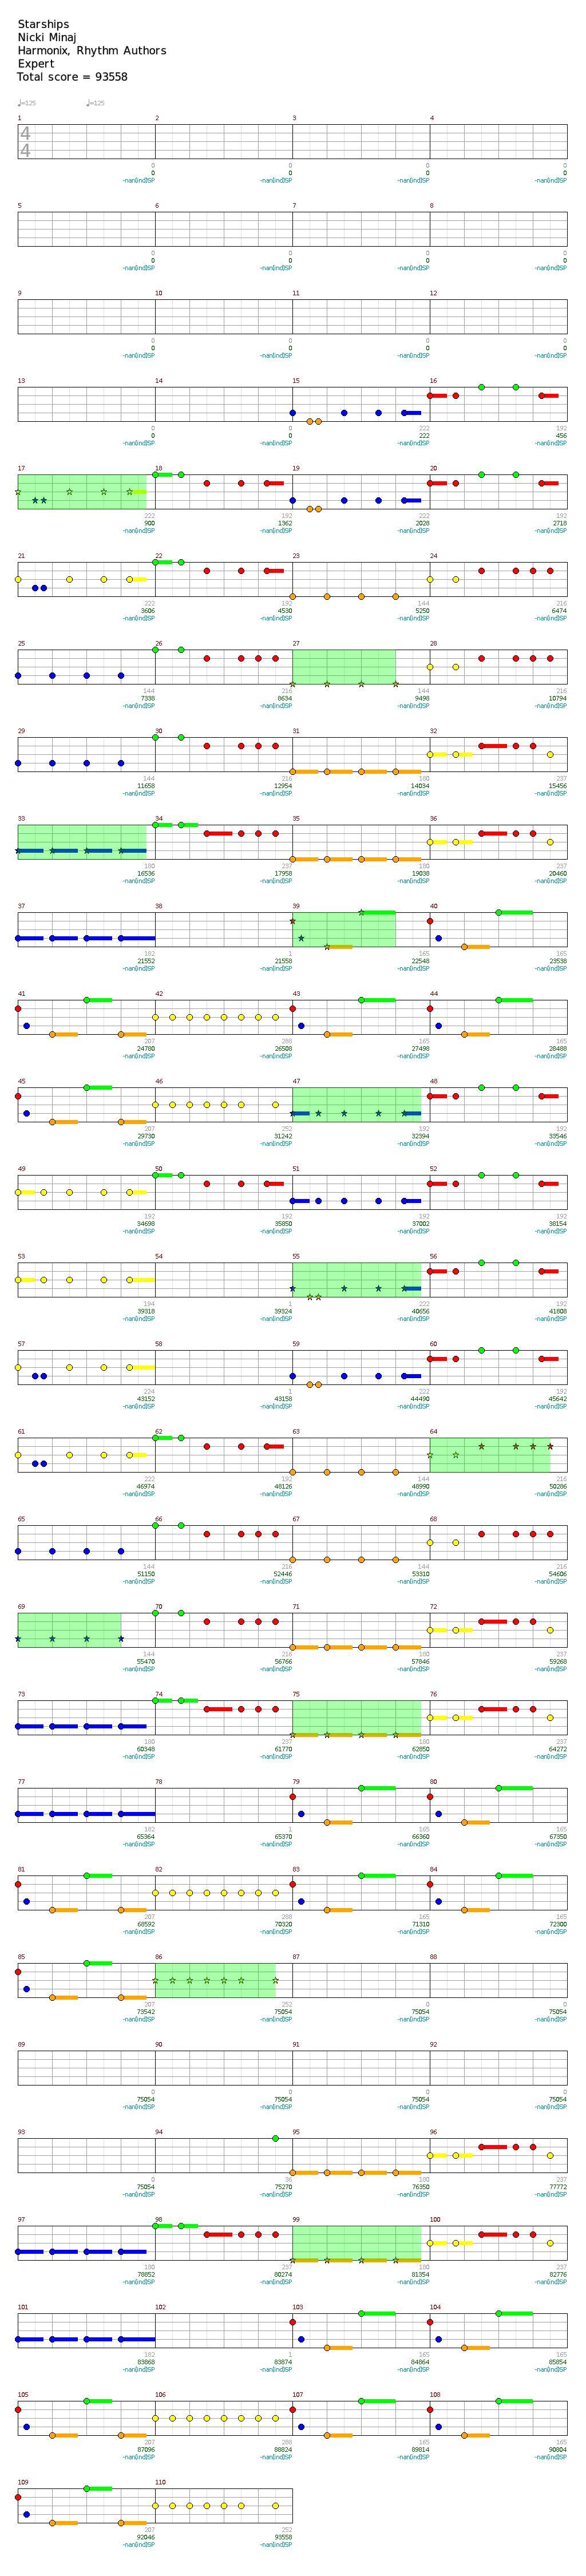 Starships
Nicki Minaj
Harmonix, Rhythm Authors
Expert
Total score = 93558
♩=125 ♩=125
1 2 3 4
4
4
0 0 0 0
0 0 0 0
-nan(ind)SP -nan(ind)SP -nan(ind)SP -nan(ind)SP
5 6 7 8
0 0 0 0
0 0 0 0
-nan(ind)SP -nan(ind)SP -nan(ind)SP -nan(ind)SP
9 10 11 12
0 0 0 0
0 0 0 0
-nan(ind)SP -nan(ind)SP -nan(ind)SP -nan(ind)SP
13 14 15 16
0 0 222 192
0 0 222 456
-nan(ind)SP -nan(ind)SP -nan(ind)SP -nan(ind)SP
17 18 19 20
222 192 222 192
900 1362 2028 2718
-nan(ind)SP -nan(ind)SP -nan(ind)SP -nan(ind)SP
21 22 23 24
222 192 144 216
3606 4530 5250 6474
-nan(ind)SP -nan(ind)SP -nan(ind)SP -nan(ind)SP
25 26 27 28
144 216 144 216
7338 8634 9498 10794
-nan(ind)SP -nan(ind)SP -nan(ind)SP -nan(ind)SP
29 30 31 32
144 216 180 237
11658 12954 14034 15456
-nan(ind)SP -nan(ind)SP -nan(ind)SP -nan(ind)SP
33 34 35 36
180 237 180 237
16536 17958 19038 20460
-nan(ind)SP -nan(ind)SP -nan(ind)SP -nan(ind)SP
37 38 39 40
182 1 165 165
21552 21558 22548 23538
-nan(ind)SP -nan(ind)SP -nan(ind)SP -nan(ind)SP
41 42 43 44
207 288 165 165
24780 26508 27498 28488
-nan(ind)SP -nan(ind)SP -nan(ind)SP -nan(ind)SP
45 46 47 48
207 252 192 192
29730 31242 32394 33546
-nan(ind)SP -nan(ind)SP -nan(ind)SP -nan(ind)SP
49 50 51 52
192 192 192 192
34698 35850 37002 38154
-nan(ind)SP -nan(ind)SP -nan(ind)SP -nan(ind)SP
53 54 55 56
194 1 222 192
39318 39324 40656 41808
-nan(ind)SP -nan(ind)SP -nan(ind)SP -nan(ind)SP
57 58 59 60
224 1 222 192
43152 43158 44490 45642
-nan(ind)SP -nan(ind)SP -nan(ind)SP -nan(ind)SP
61 62 63 64
222 192 144 216
46974 48126 48990 50286
-nan(ind)SP -nan(ind)SP -nan(ind)SP -nan(ind)SP
65 66 67 68
144 216 144 216
51150 52446 53310 54606
-nan(ind)SP -nan(ind)SP -nan(ind)SP -nan(ind)SP
69 70 71 72
144 216 180 237
55470 56766 57846 59268
-nan(ind)SP -nan(ind)SP -nan(ind)SP -nan(ind)SP
73 74 75 76
180 237 180 237
60348 61770 62850 64272
-nan(ind)SP -nan(ind)SP -nan(ind)SP -nan(ind)SP
77 78 79 80
182 1 165 165
65364 65370 66360 67350
-nan(ind)SP -nan(ind)SP -nan(ind)SP -nan(ind)SP
81 82 83 84
207 288 165 165
68592 70320 71310 72300
-nan(ind)SP -nan(ind)SP -nan(ind)SP -nan(ind)SP
85 86 87 88
207 252 0 0
73542 75054 75054 75054
-nan(ind)SP -nan(ind)SP -nan(ind)SP -nan(ind)SP
89 90 91 92
0 0 0 0
75054 75054 75054 75054
-nan(ind)SP -nan(ind)SP -nan(ind)SP -nan(ind)SP
93 94 95 96
0 36 180 237
75054 75270 76350 77772
-nan(ind)SP -nan(ind)SP -nan(ind)SP -nan(ind)SP
97 98 99 100
180 237 180 237
78852 80274 81354 82776
-nan(ind)SP -nan(ind)SP -nan(ind)SP -nan(ind)SP
101 102 103 104
182 1 165 165
83868 83874 84864 85854
-nan(ind)SP -nan(ind)SP -nan(ind)SP -nan(ind)SP
105 106 107 108
207 288 165 165
87096 88824 89814 90804
-nan(ind)SP -nan(ind)SP -nan(ind)SP -nan(ind)SP
109 110
207 252
92046 93558
-nan(ind)SP -nan(ind)SP